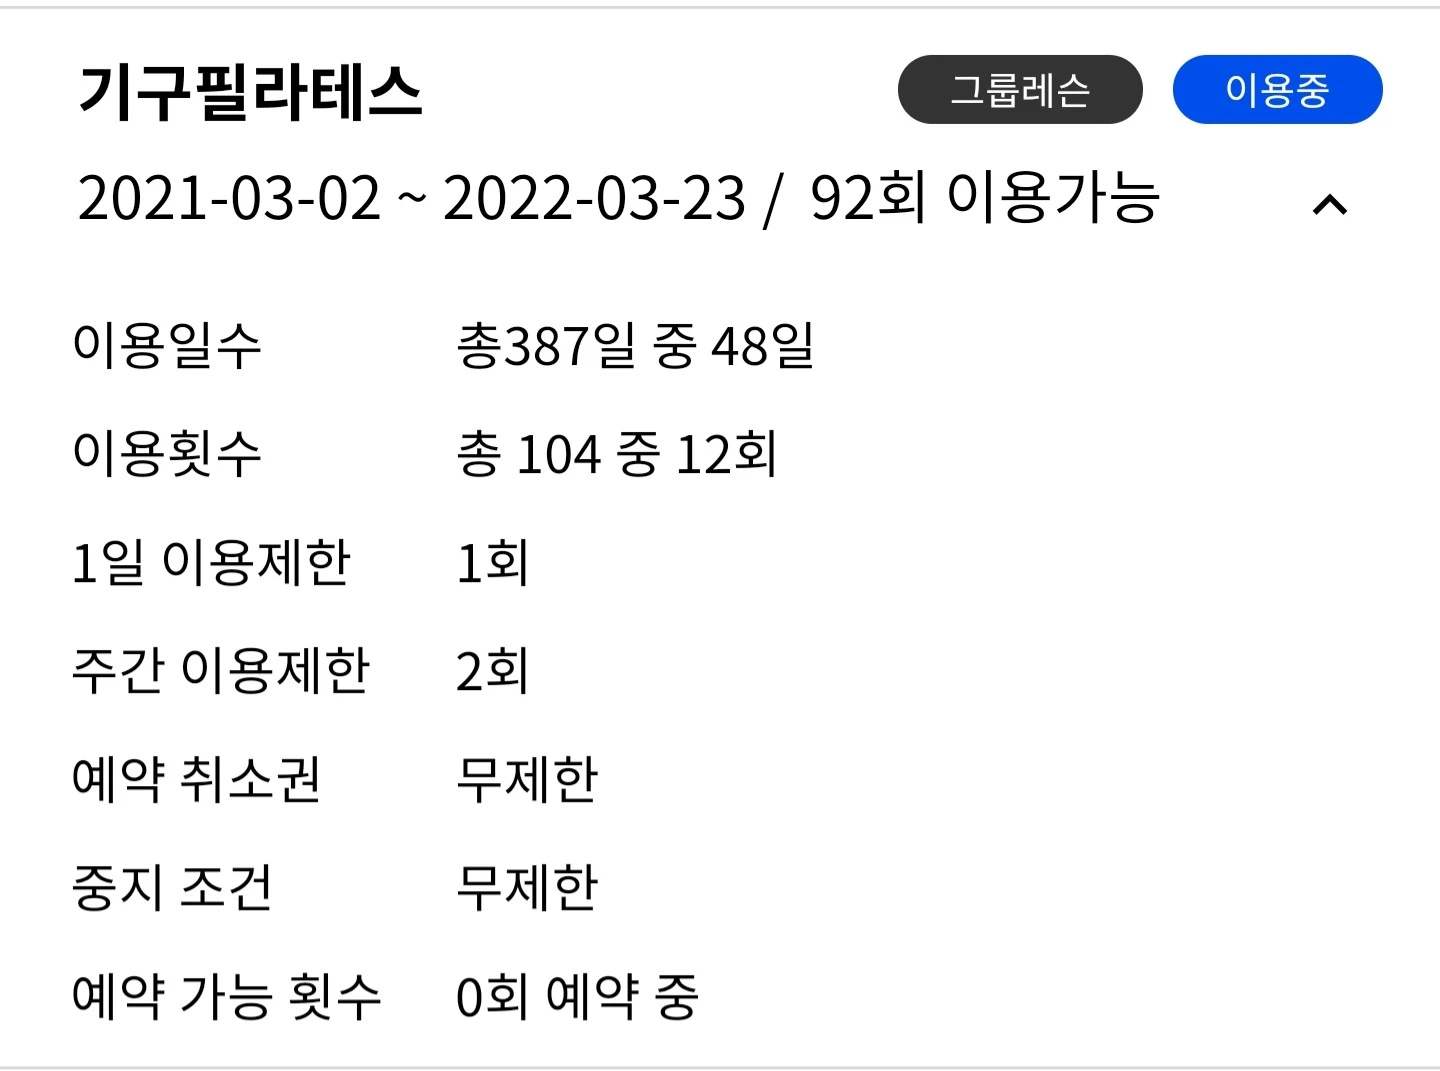 기구필라테스 그룹레슨 이용중
2021-03-02 ~ 2022-03-23 / 92회 이용가능
이용일수 총387일 중 48일
이용횟수 총 104 중 12회
1일 이용제한 1회
주간 이용제한 2회
예약 취소권 무제한
중지 조건 무제한
예약 가능 횟수 0회 예약 중